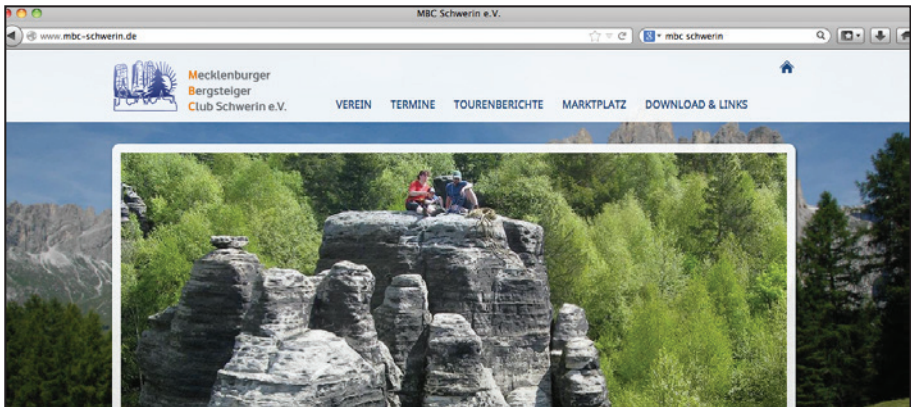 MBC Schwerin e.V.
www.mbc-schwerin.de
mbc schwerin
Mecklenburger
Bergsteiger
Club Schwerin e.V.
VEREIN TERMINE TOURENBERICHTE MARKTPLATZ DOWNLOAD & LINKS